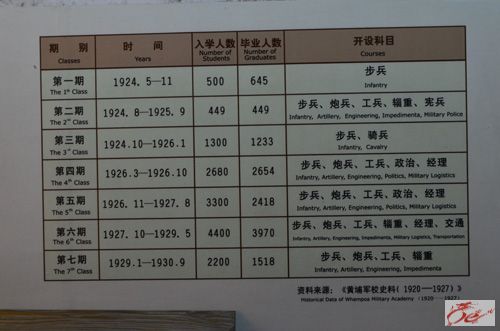 期 别 时 间 入学人数 毕业人数 开设科目
Classes Years Number of Students Number of Graduates Courses
第一期 1924. 5—11 500 645 步兵
The 1st Class Infantry
第二期 1924. 8—1925. 9 449 449 步兵、炮兵、工兵、辎重、宪兵
The 2nd Class Infantry, Artillery, Engineering, Impedimenta, Military Police
第三期 1924.10—1926.1 1300 1233 步兵、骑兵
The 3rd Class Infantry, Cavalry
第四期 1926.3—1926.10 2680 2654 步兵、炮兵、工兵、政治、经理
The 4th Class Infantry, Artillery, Engineering, Politics, Military Logistics
第五期 1926. 11—1927. 8 3300 2418 步兵、炮兵、工兵、政治、经理
The 5th Class Infantry, Artillery, Engineering, Politics, Military Logistics
第六期 1927. 10—1929. 5 4400 3970 步兵、炮兵、工兵、辎重、经理、交通
The 6th Class Infantry, Artillery, Engineering, Impedimenta, Military Logistics, Transportation
第七期 1929.1—1930.9 2200 1518 步兵、炮兵、工兵、辎重
The 7th Class Infantry, Artillery, Engineering, Impedimenta
资料来源：《黄埔军校史料（1920—1927）》
Historical Data of Whampoa Military Academy （1920—1927）